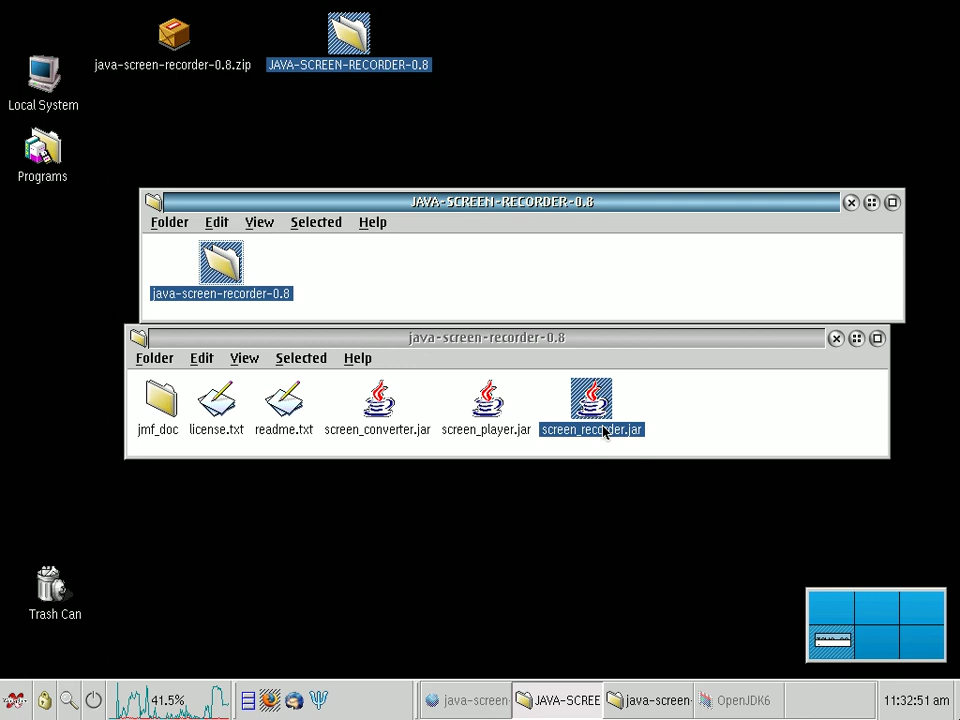 java-screen-recorder-0.8.zip
JAVA-SCREEN-RECORDER-0.8
Local System
Programs
JAVA-SCREEN-RECORDER-0.8
Folder Edit View Selected Help
java-screen-recorder-0.8
java-screen-recorder-0.8
Folder Edit View Selected Help
jmf_doc license.txt readme.txt screen_converter.jar screen_player.jar screen_recorder.jar
Trash Can
41.5% java-screen JAVA-SCREE java-screen- OpenJDK6 11:32:51 am